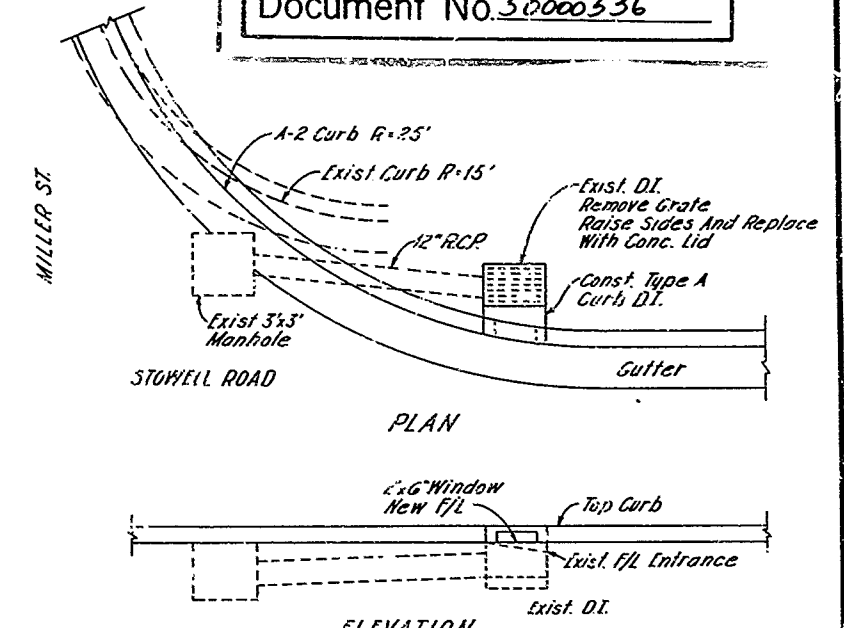 Document No. 30000336
A-2 Curb R=25'
Exist Curb R=15'
12" R.C.P.
Exist. D.I.
Remove Grate
Raise Sides And Replace
With Conc. Lid
Const. Type A
Curb D.I.
MILLER ST.
Exist 3'x3'
Manhole
STOWELL ROAD
Gutter
PLAN
Window
New F/L
Top Curb
Exist. F/L Entrance
Exist. D.I.
ELEVATION